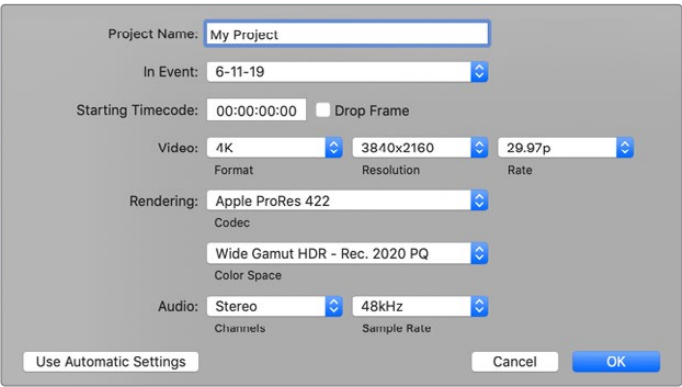 Project Name: My Project
In Event: 6-11-19
Starting Timecode: 00:00:00:00 Drop Frame
Video: 4K 3840x2160 29.97p
Format Resolution Rate
Rendering: Apple ProRes 422
Codec
Wide Gamut HDR - Rec. 2020 PQ
Color Space
Audio: Stereo 48kHz
Channels Sample Rate
Use Automatic Settings Cancel OK